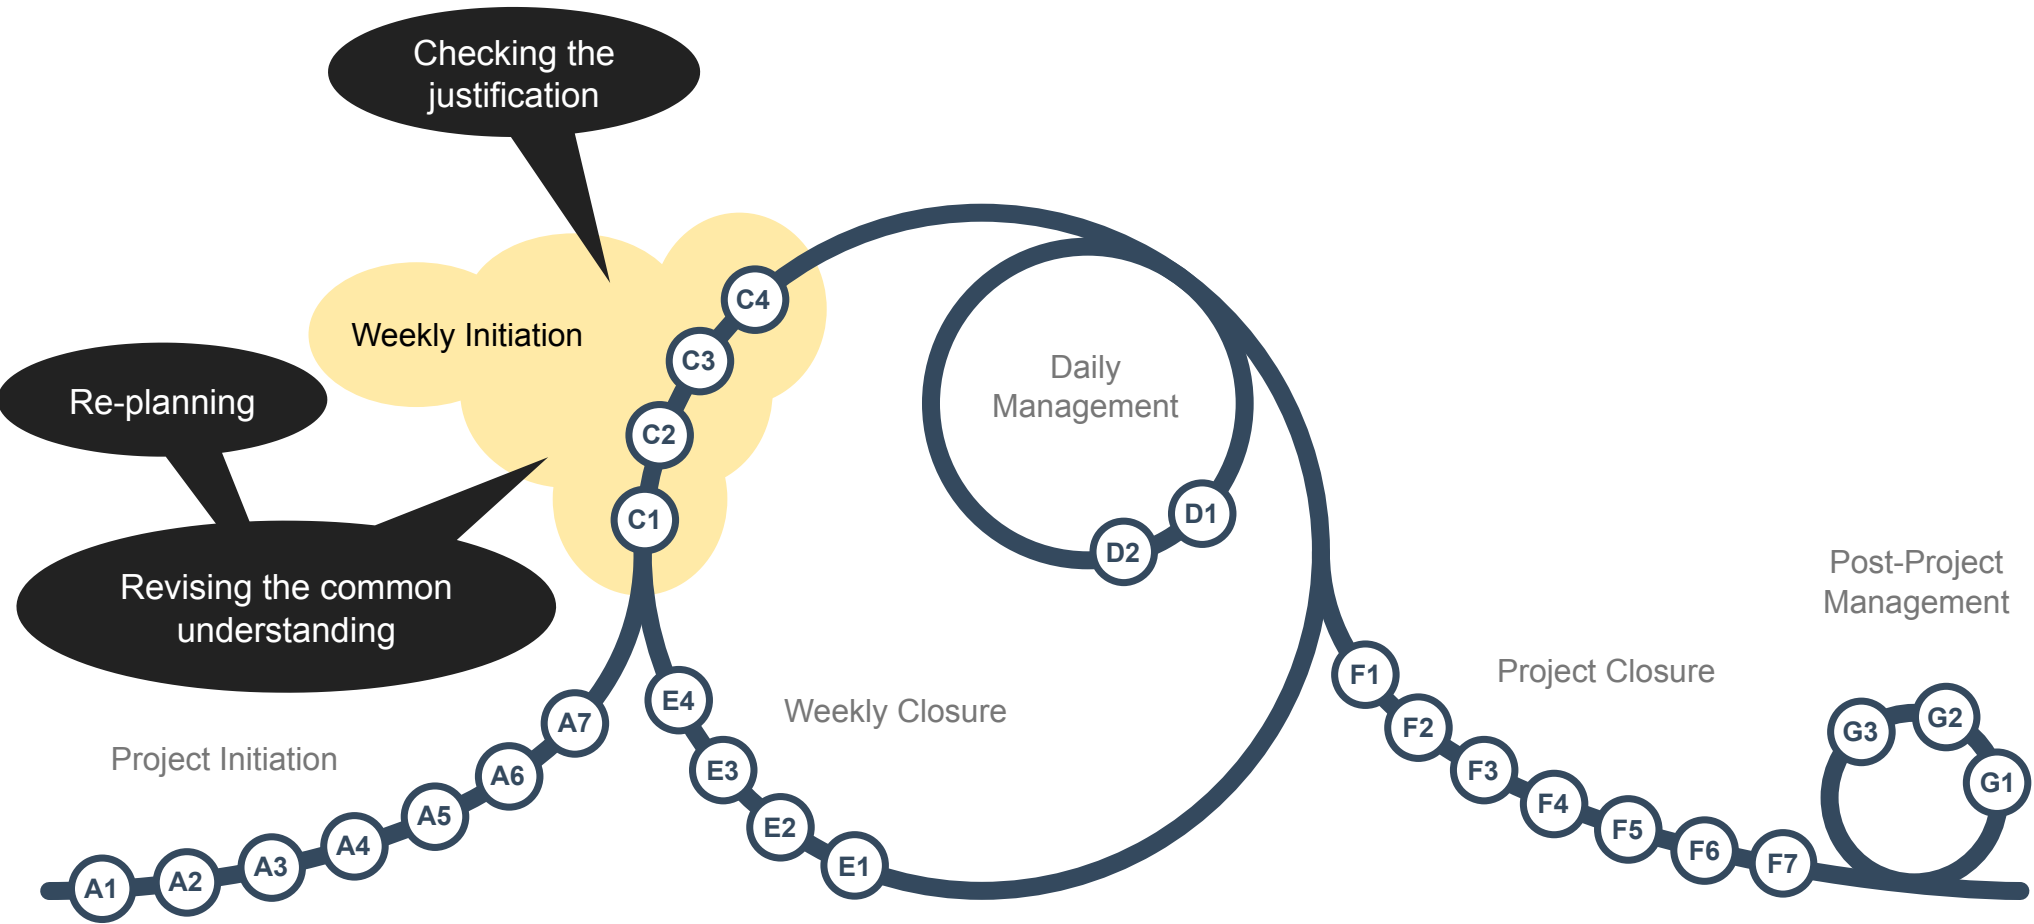 Checking the
justification
Weekly Initiation
Re-planning
Revising the common
understanding
Project Initiation
A1
A2
A3
A4
A5
A6
A7
C1
C2
C3
C4
Daily
Management
D1
D2
Weekly Closure
E1
E2
E3
E4
Project Closure
F1
F2
F3
F4
F5
F6
F7
Post-Project
Management
G1
G2
G3